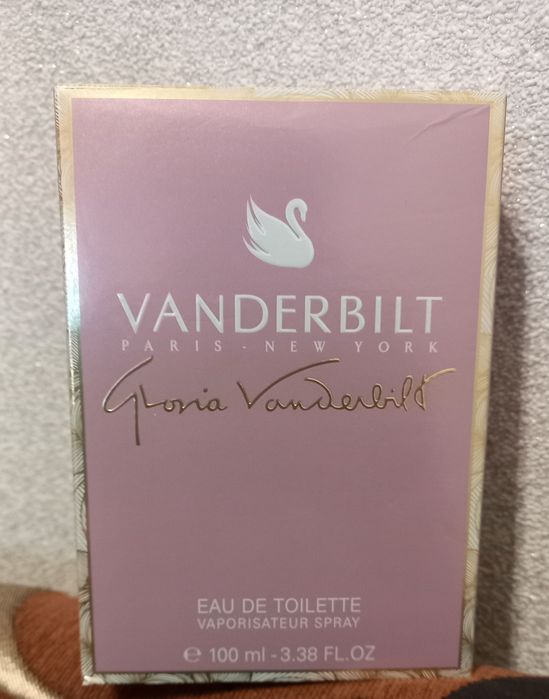 VANDERBILT
PARIS - NEW YORK
Gloria Vanderbilt
EAU DE TOILETTE
VAPORISATEUR SPRAY
℮ 100 ml - 3.38 FL.OZ